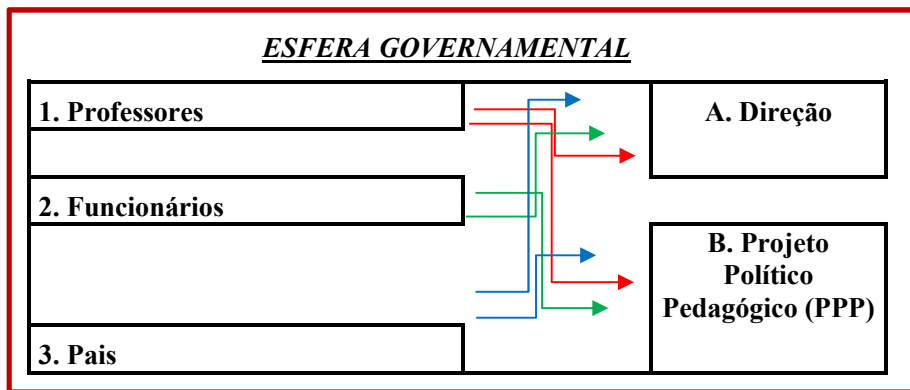 ESFERA GOVERNAMENTAL
1. Professores
A. Direção
2. Funcionários
B. Projeto
Político
Pedagógico (PPP)
3. Pais